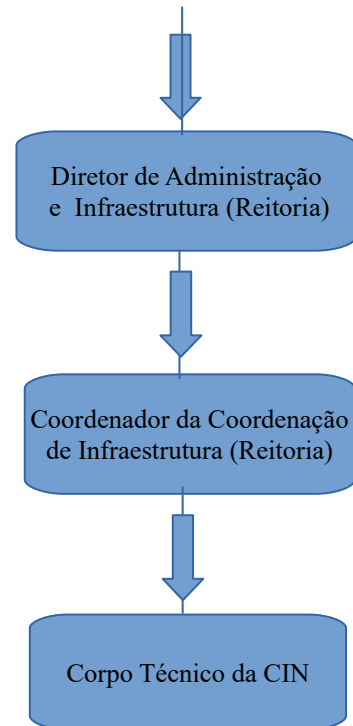 Diretor de Administração
e Infraestrutura (Reitoria)
Coordenador da Coordenação
de Infraestrutura (Reitoria)
Corpo Técnico da CIN